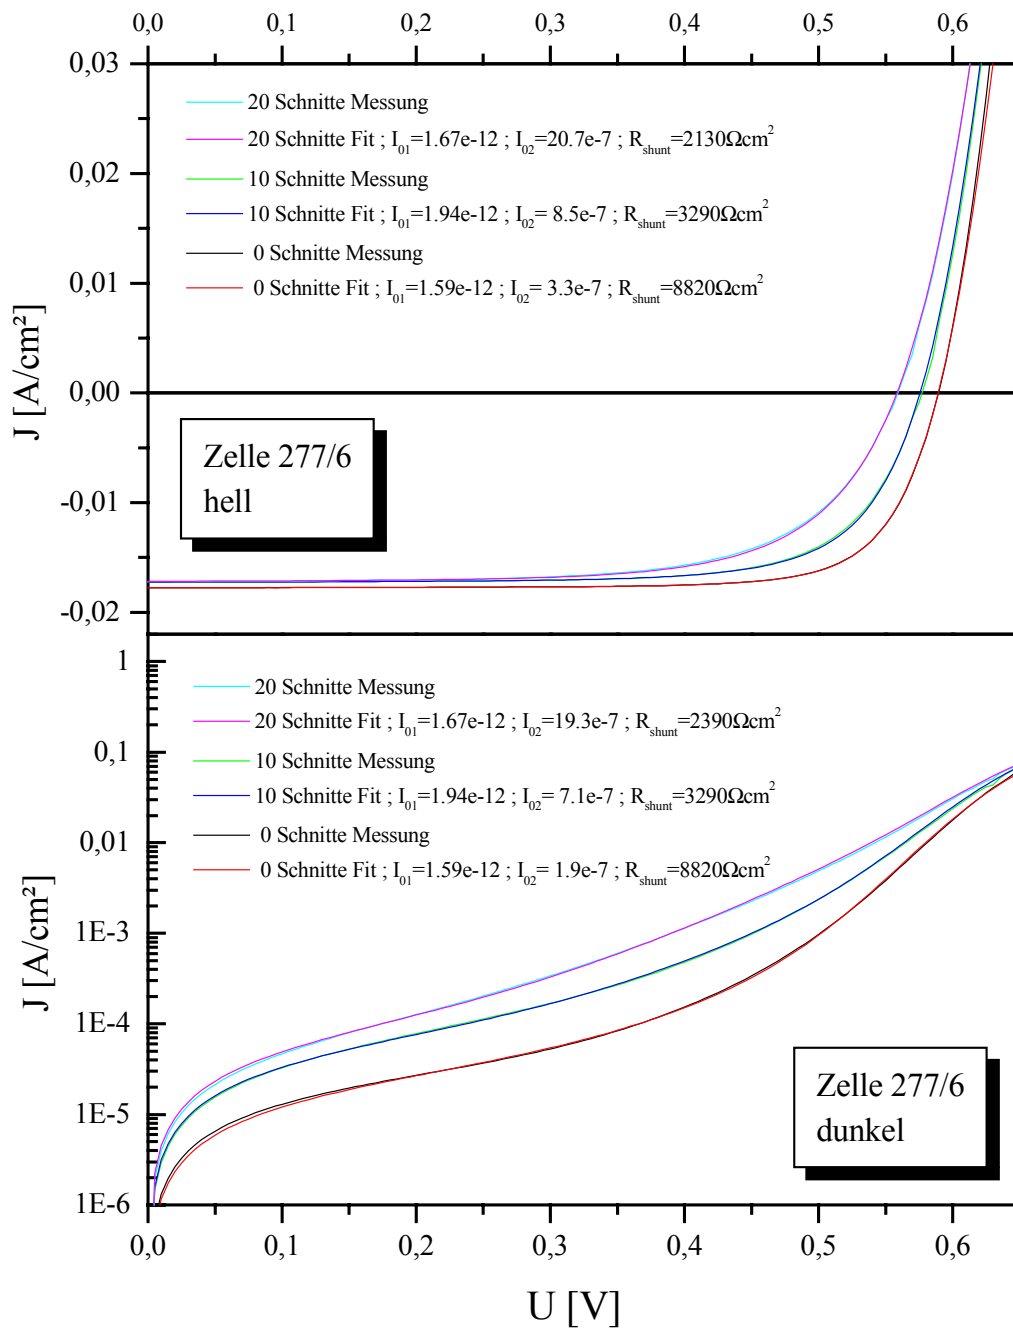 0,0 0,1 0,2 0,3 0,4 0,5 0,6
0,03
0,02
0,01
0,00
-0,01
-0,02
J [A/cm²]
20 Schnitte Messung
20 Schnitte Fit ; I01=1.67e-12 ; I02=20.7e-7 ; Rshunt=2130Ωcm²
10 Schnitte Messung
10 Schnitte Fit ; I01=1.94e-12 ; I02= 8.5e-7 ; Rshunt=3290Ωcm²
0 Schnitte Messung
0 Schnitte Fit ; I01=1.59e-12 ; I02= 3.3e-7 ; Rshunt=8820Ωcm²
Zelle 277/6
hell
1
0,1
0,01
1E-3
1E-4
1E-5
1E-6
J [A/cm²]
20 Schnitte Messung
20 Schnitte Fit ; I01=1.67e-12 ; I02=19.3e-7 ; Rshunt=2390Ωcm²
10 Schnitte Messung
10 Schnitte Fit ; I01=1.94e-12 ; I02= 7.1e-7 ; Rshunt=3290Ωcm²
0 Schnitte Messung
0 Schnitte Fit ; I01=1.59e-12 ; I02= 1.9e-7 ; Rshunt=8820Ωcm²
Zelle 277/6
dunkel
0,0 0,1 0,2 0,3 0,4 0,5 0,6
U [V]